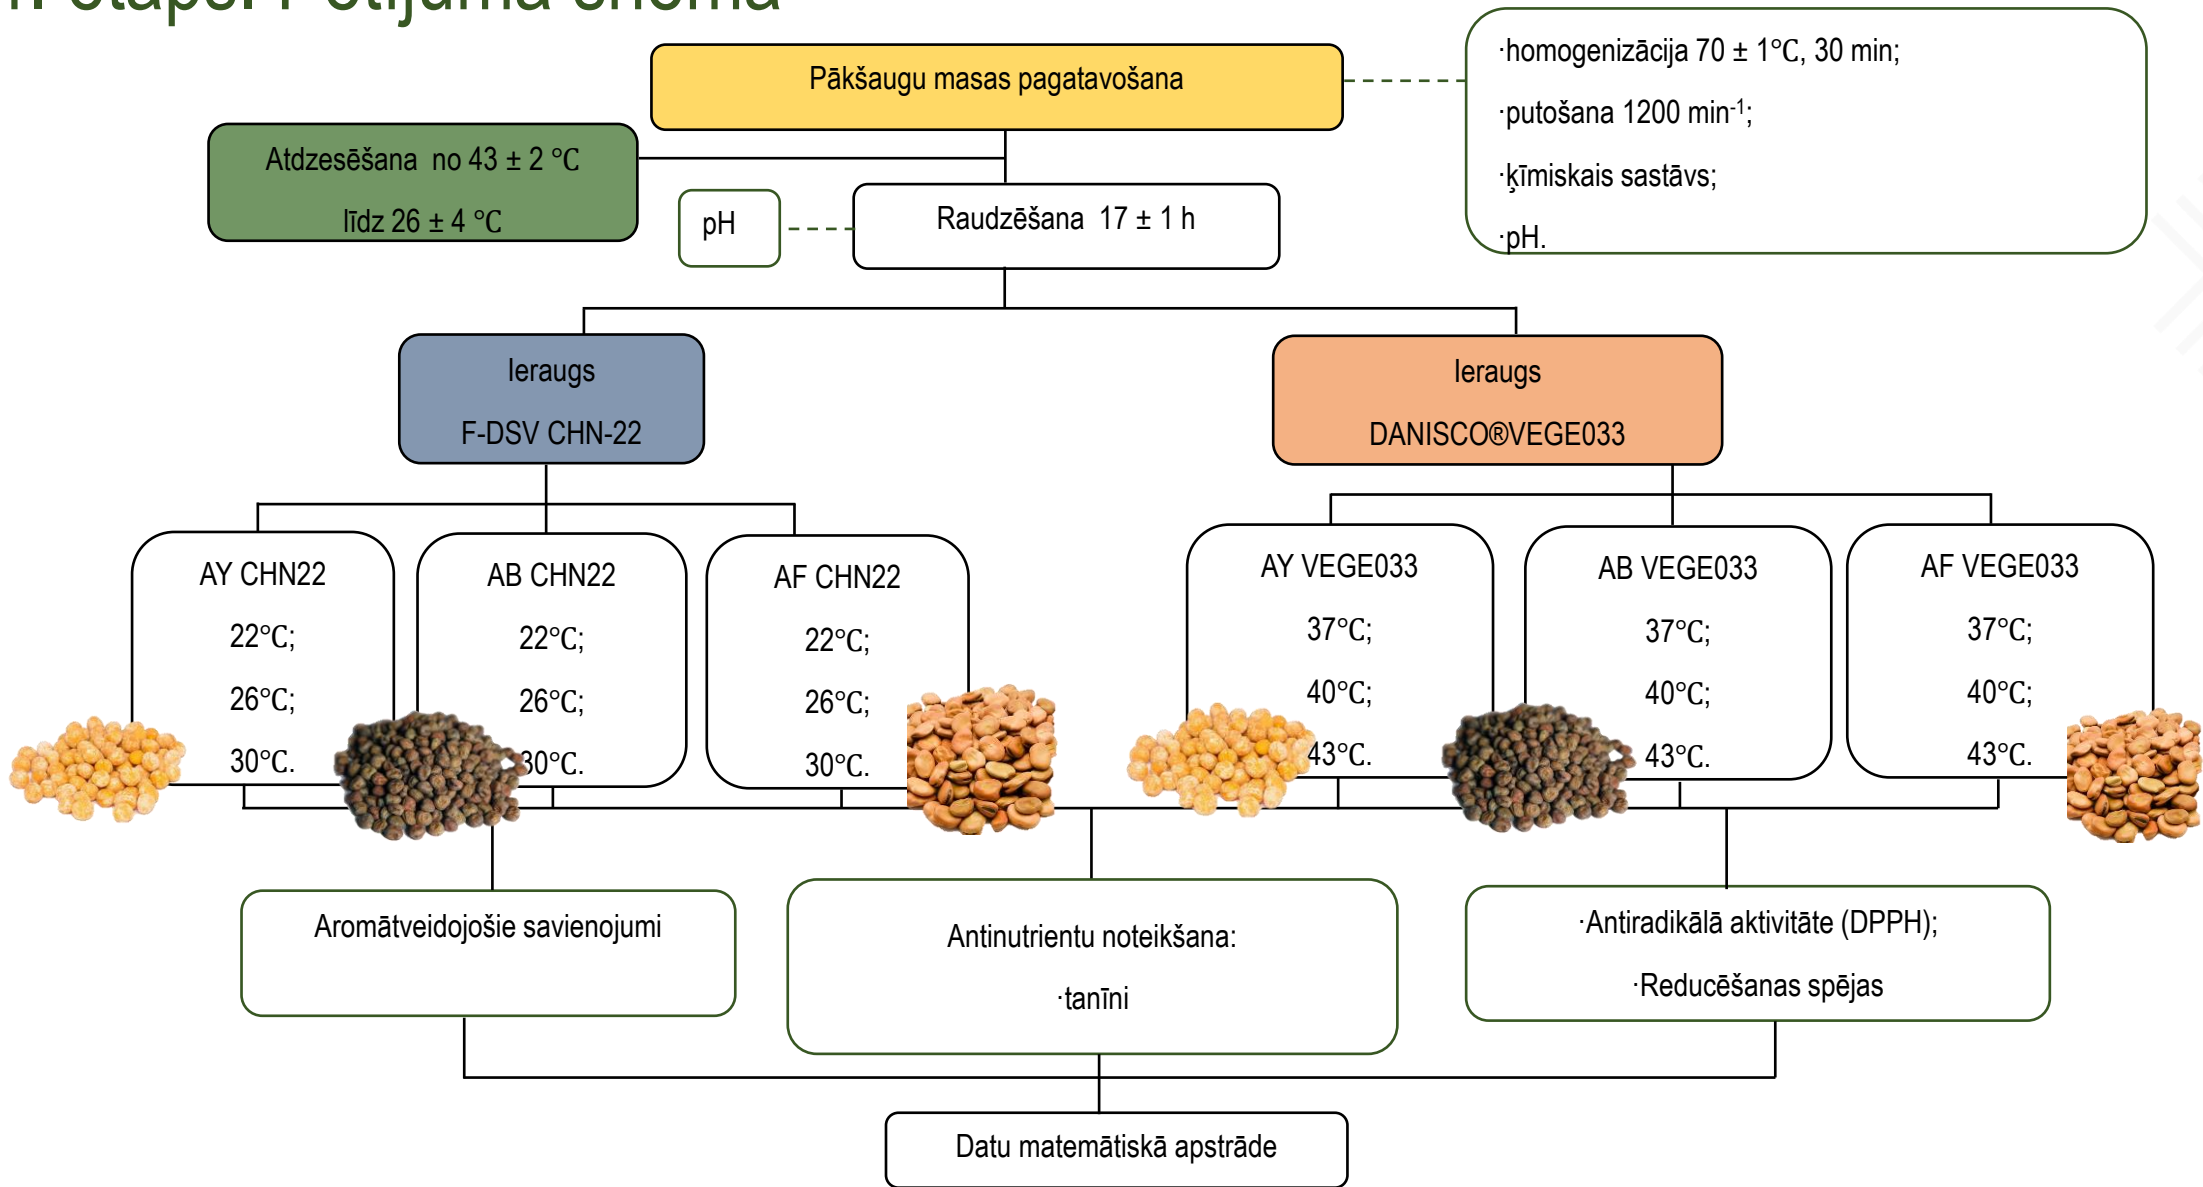 etaps. Pētījuma shēma
Pākšaugu masas pagatavošana
·homogenizācija 70 ± 1°C, 30 min;
·putošana 1200 min-1;
·ķīmiskais sastāvs;
·pH.
Atdzesēšana no 43 ± 2 °C
līdz 26 ± 4 °C
pH
Raudzēšana 17 ± 1 h
Ieraugs
F-DSV CHN-22
Ieraugs
DANISCO®VEGE033
AY CHN22
22°C;
26°C;
30°C.
AB CHN22
22°C;
26°C;
30°C.
AF CHN22
22°C;
26°C;
30°C.
AY VEGE033
37°C;
40°C;
43°C.
AB VEGE033
37°C;
40°C;
43°C.
AF VEGE033
37°C;
40°C;
43°C.
Aromātveidojošie savienojumi
Antinutrientu noteikšana:
·tanīni
·Antiradikālā aktivitāte (DPPH);
·Reducēšanas spējas
Datu matemātiskā apstrāde